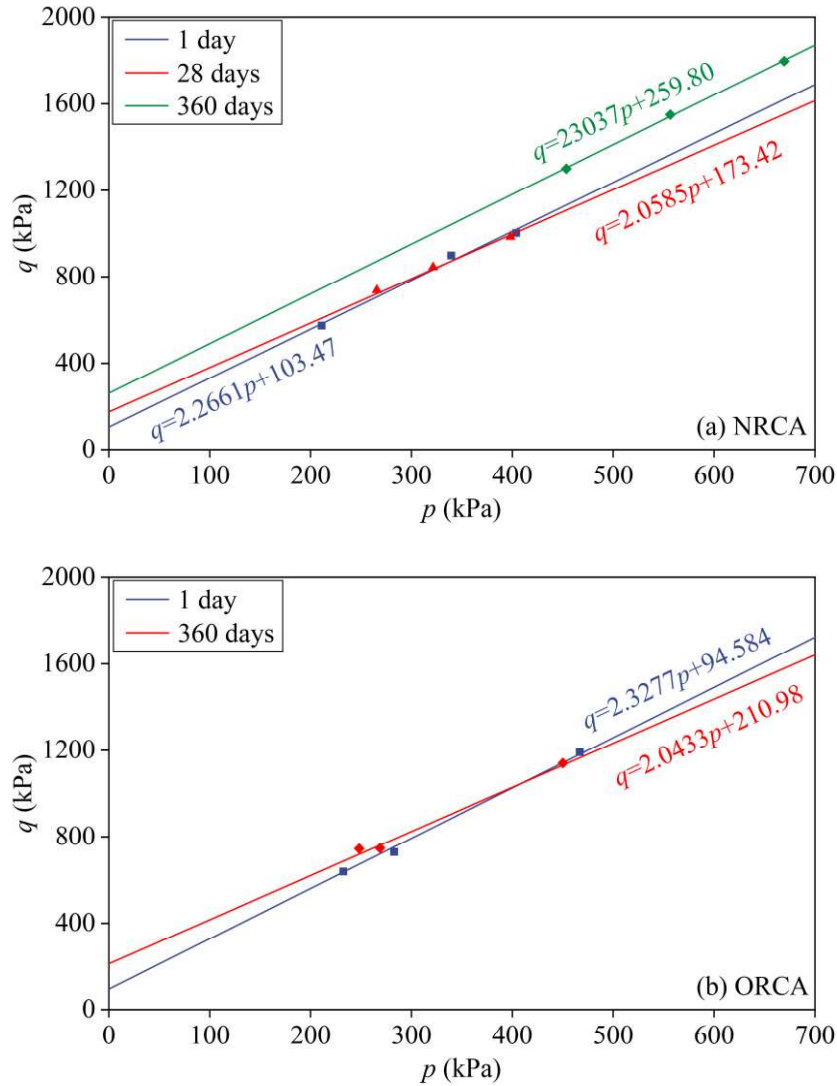 2000
1600
1200
800
400
0
q (kPa)
1 day
28 days
360 days
q=23037p+259.80
q=2.0585p+173.42
q=2.2661p+103.47
(a) NRCA
0 100 200 300 400 500 600 700
p (kPa)
2000
1600
1200
800
400
0
q (kPa)
1 day
360 days
q=2.3277p+94.584
q=2.0433p+210.98
(b) ORCA
0 100 200 300 400 500 600 700
p (kPa)